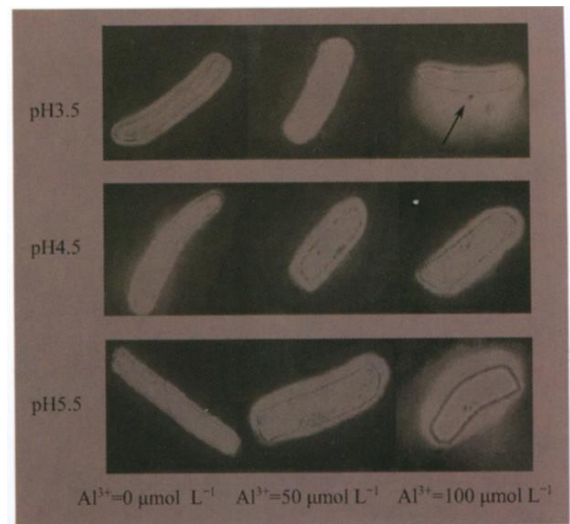 pH3.5
pH4.5
pH5.5
Al³⁺=0 μmol L⁻¹ Al³⁺=50 μmol L⁻¹ Al³⁺=100 μmol L⁻¹